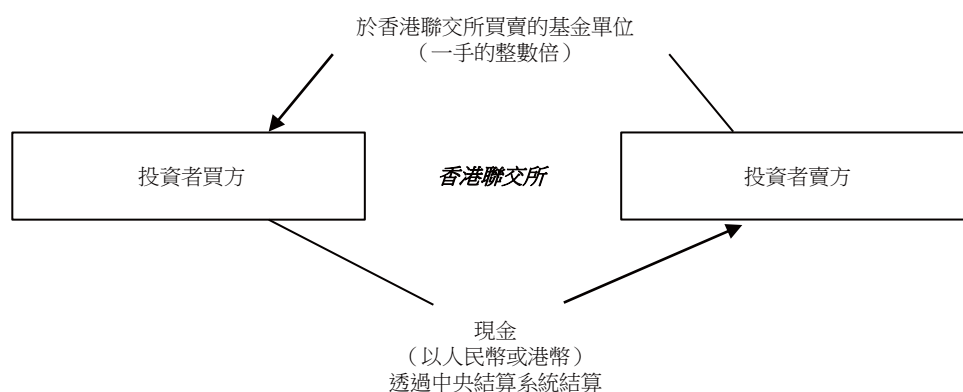 於香港聯交所買賣的基金單位
（一手的整數倍）
投資者買方
香港聯交所
投資者賣方
現金
（以人民幣或港幣）
透過中央結算系統結算